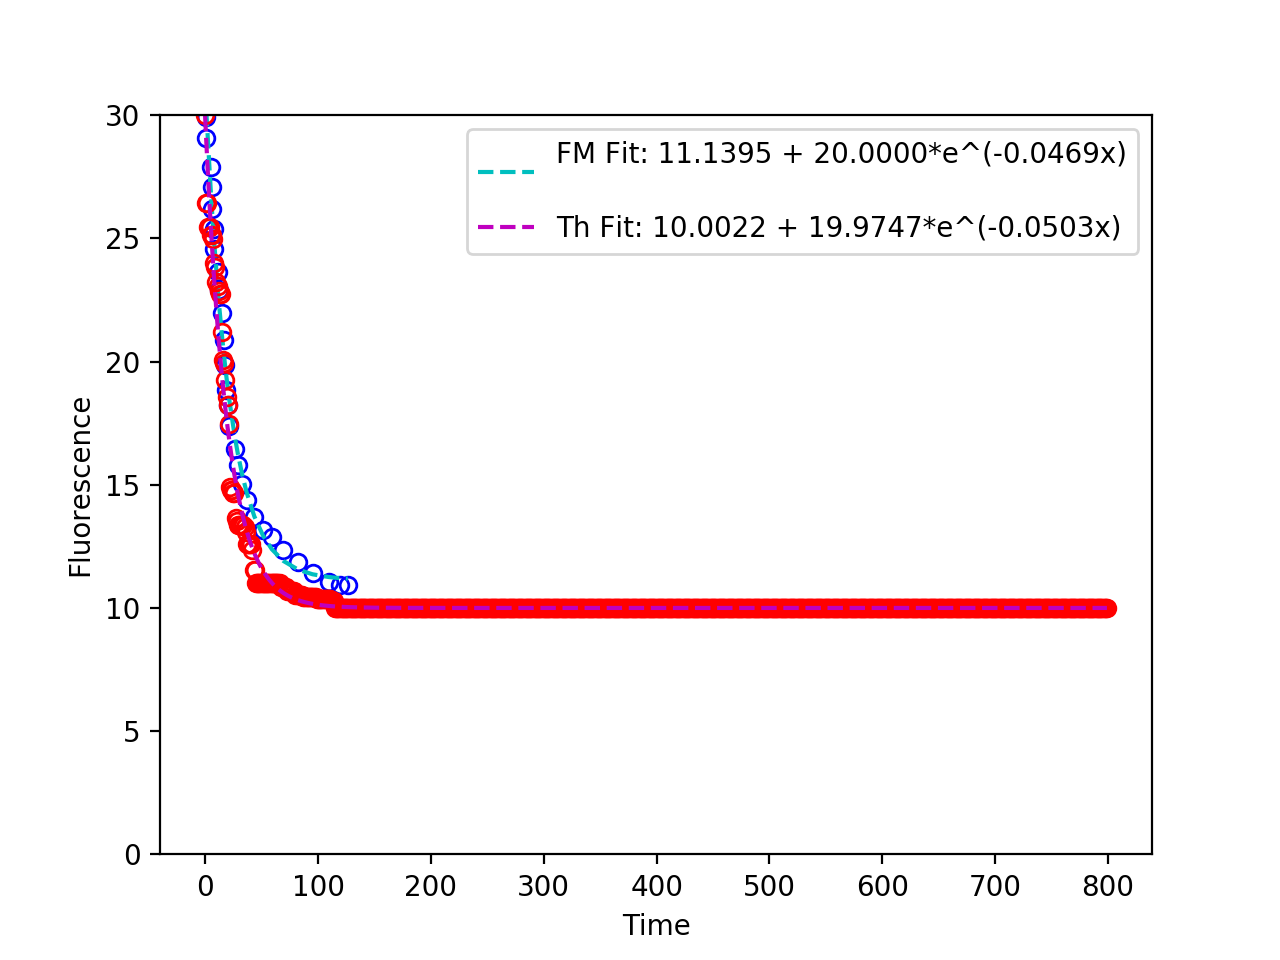 30
25
20
15
10
5
0
Fluorescence
FM Fit: 11.1395 + 20.0000*e^(-0.0469x)
Th Fit: 10.0022 + 19.9747*e^(-0.0503x)
0 100 200 300 400 500 600 700 800
Time